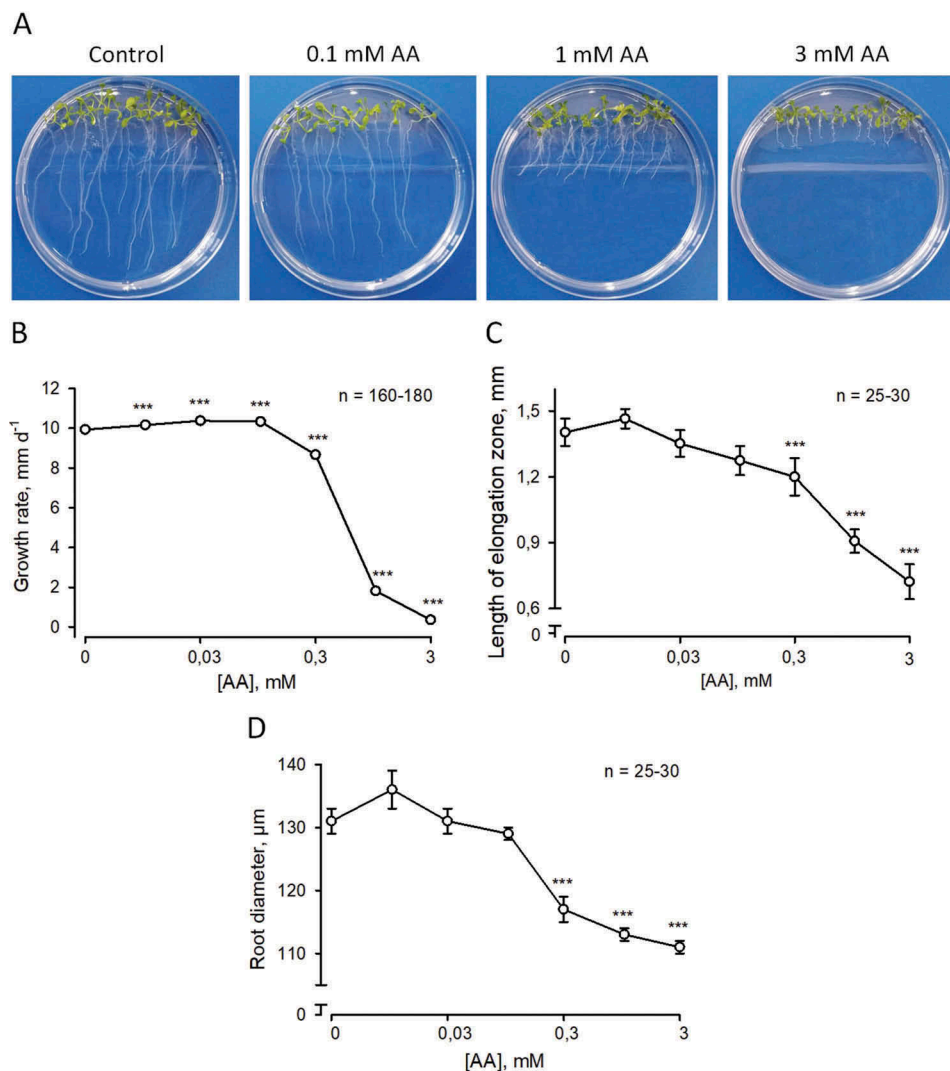 A
Control
0.1 mM AA
1 mM AA
3 mM AA
B
Growth rate, mm d⁻¹
12
10
8
6
4
2
0
n = 160-180
***
***
***
***
***
***
0
0,03
0,3
3
[AA], mM
C
Length of elongation zone, mm
1,5
1,2
0,9
0,6
0
n = 25-30
***
***
***
0
0,03
0,3
3
[AA], mM
D
Root diameter, µm
140
130
120
110
0
n = 25-30
***
***
***
0
0,03
0,3
3
[AA], mM